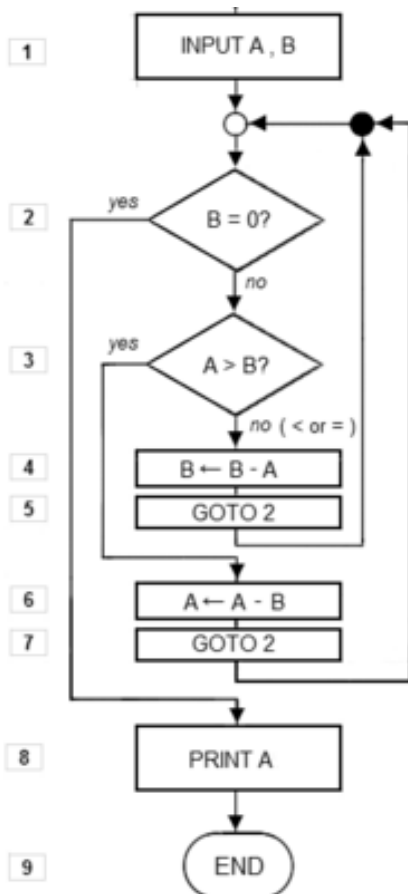 1
INPUT A , B
2
yes
B = 0?
no
3
yes
A > B?
no ( < or = )
4
B ← B - A
5
GOTO 2
6
A ← A - B
7
GOTO 2
8
PRINT A
9
END